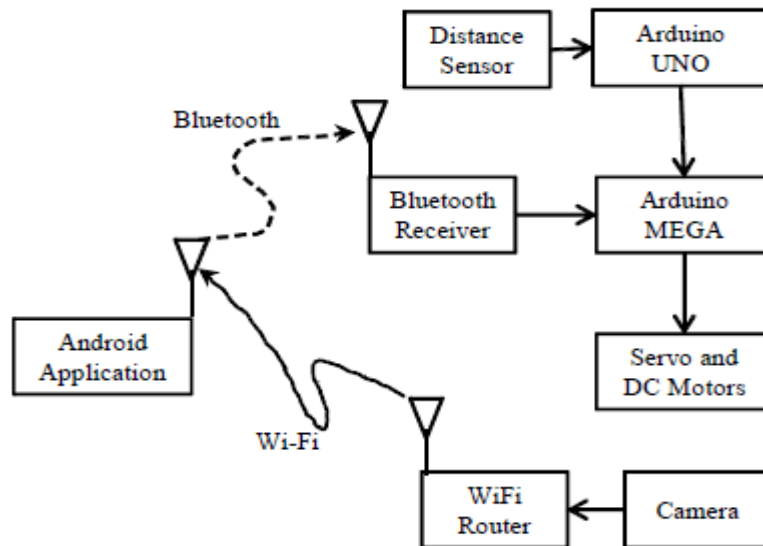 Distance
Sensor
Arduino
UNO
Bluetooth
Bluetooth
Receiver
Arduino
MEGA
Android
Application
Servo and
DC Motors
Wi-Fi
WiFi
Router
Camera